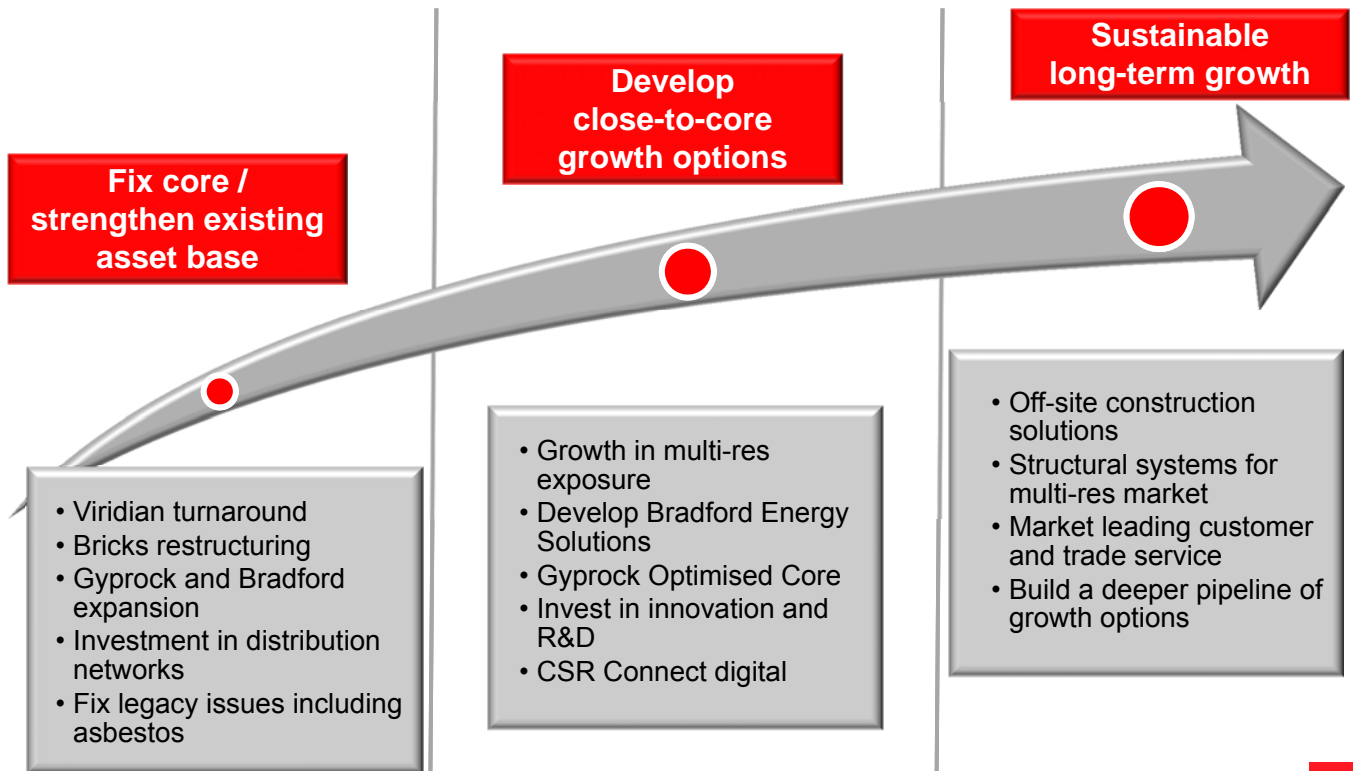 Fix core /
strengthen existing
asset base
• Viridian turnaround
• Bricks restructuring
• Gyprock and Bradford
expansion
• Investment in distribution
networks
• Fix legacy issues including
asbestos
Develop
close-to-core
growth options
• Growth in multi-res
exposure
• Develop Bradford Energy
Solutions
• Gyprock Optimised Core
• Invest in innovation and
R&D
• CSR Connect digital
Sustainable
long-term growth
• Off-site construction
solutions
• Structural systems for
multi-res market
• Market leading customer
and trade service
• Build a deeper pipeline of
growth options